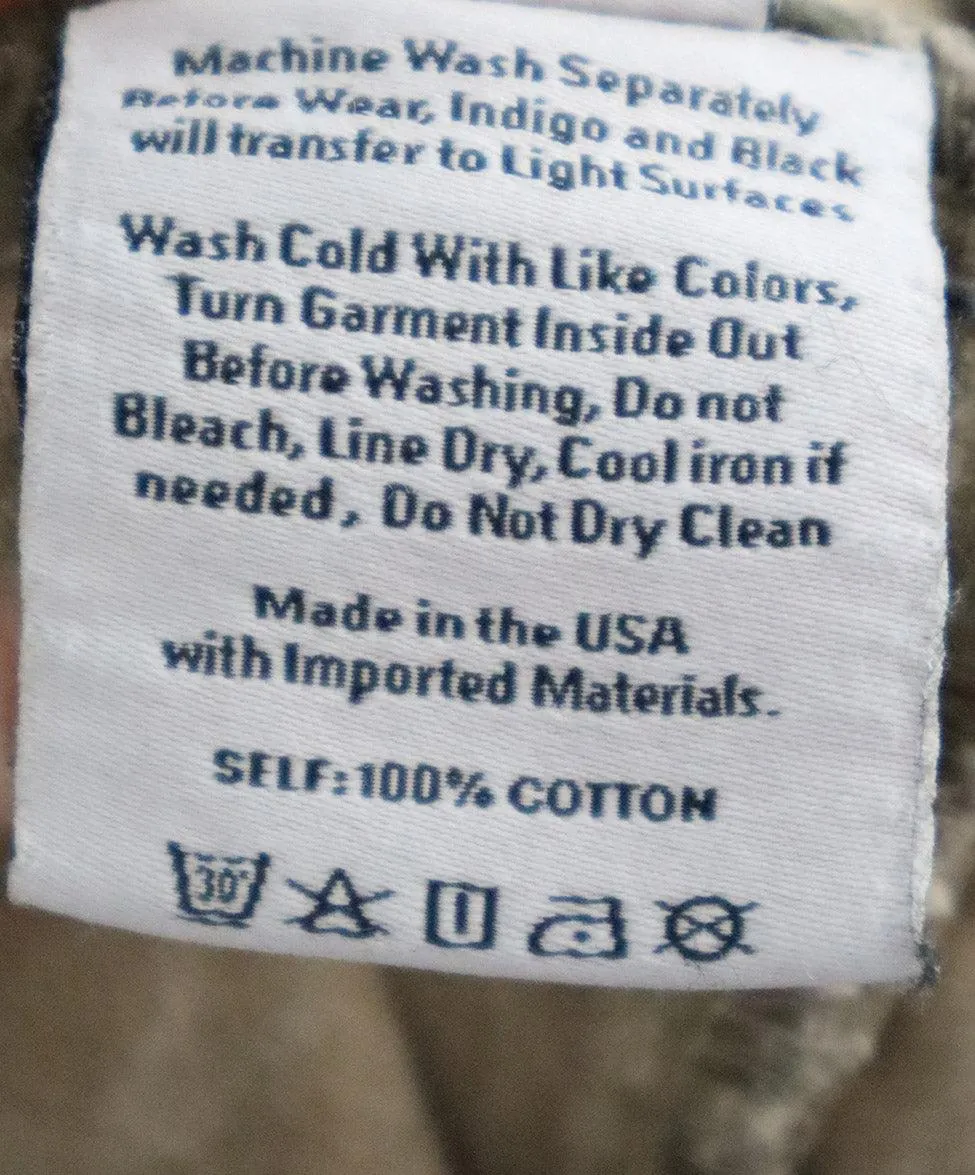 Machine Wash Separately
Before Wear, Indigo and Black
will transfer to Light Surfaces
Wash Cold With Like Colors,
Turn Garment Inside Out
Before Washing, Do not
Bleach, Line Dry, Cool iron if
needed, Do Not Dry Clean
Made in the USA
with Imported Materials.
SELF: 100% COTTON
30°